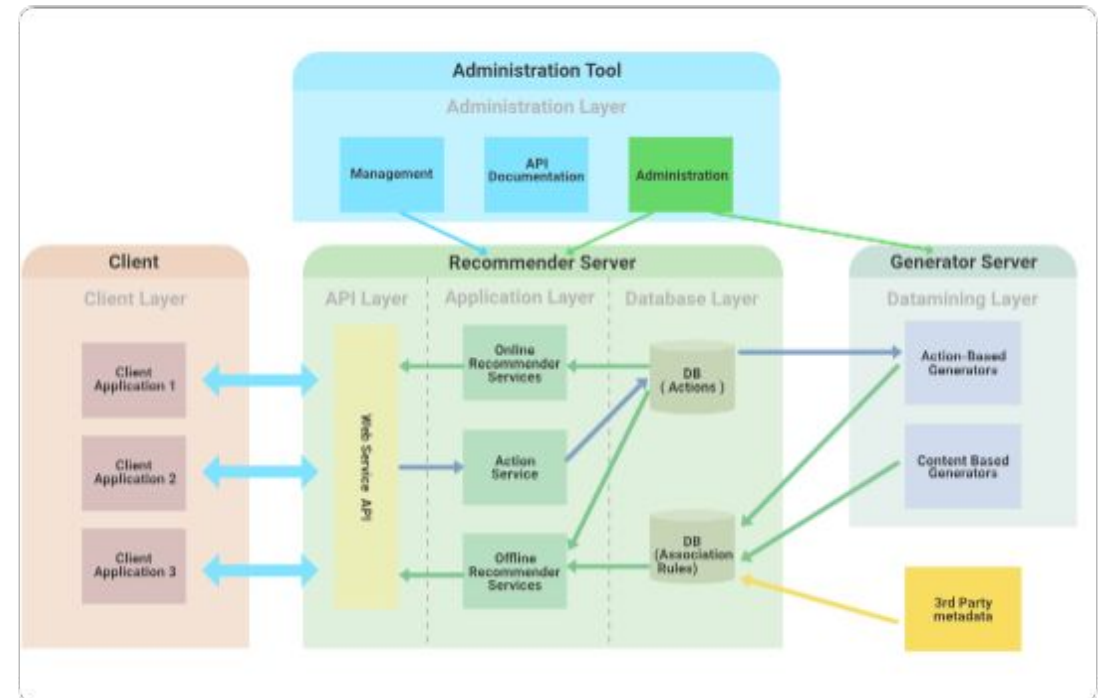 Administration Tool
Administration Layer
Management
API
Documentation
Administration
Client
Client Layer
Client
Application 1
Client
Application 2
Client
Application 3
Recommender Server
API Layer
Application Layer
Database Layer
Web Service API
Online
Recommender
Services
Action
Service
Offline
Recommender
Services
DB
( Actions )
DB
(Association
Rules)
Generator Server
Datamining Layer
Action-Based
Generators
Content Based
Generators
3rd Party
metadata